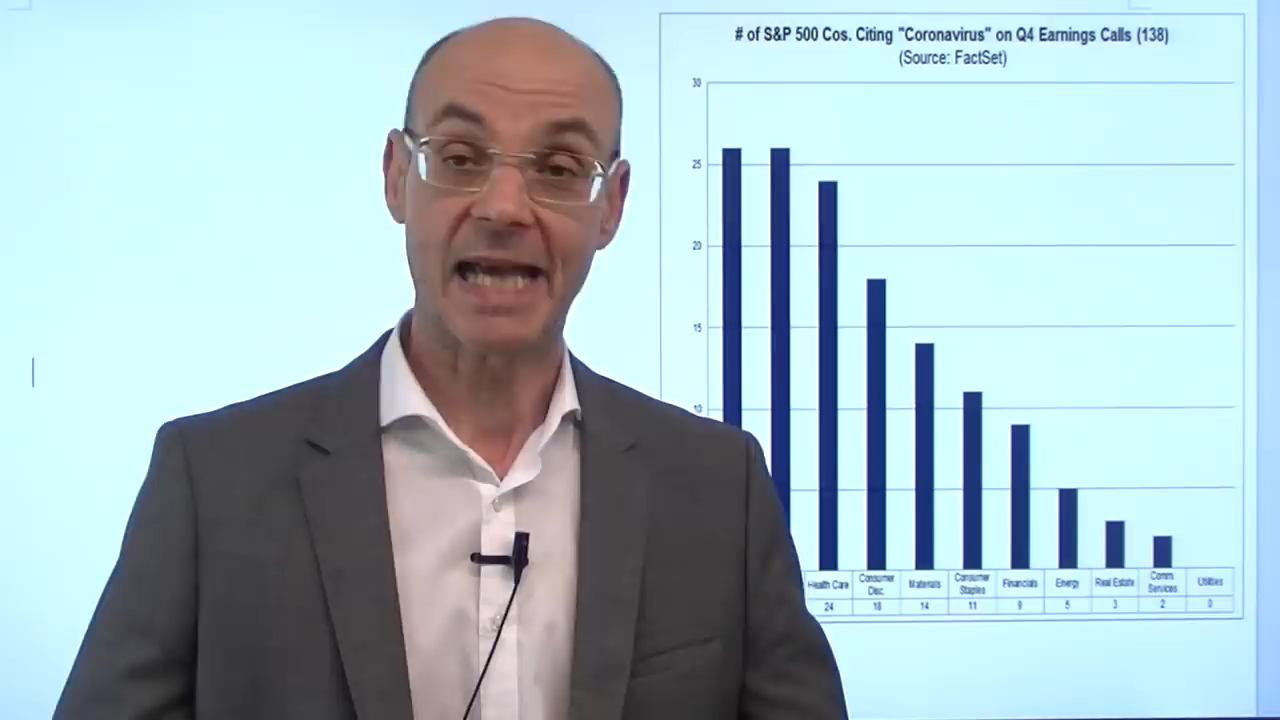 # of S&P 500 Cos. Citing "Coronavirus" on Q4 Earnings Calls (138)
(Source: FactSet)
30
25
20
15
10
Health Care Consumer Disc. Materials Consumer Staples Financials Energy Real Estate Comm Services Utilities
24 18 14 11 9 5 3 2 0